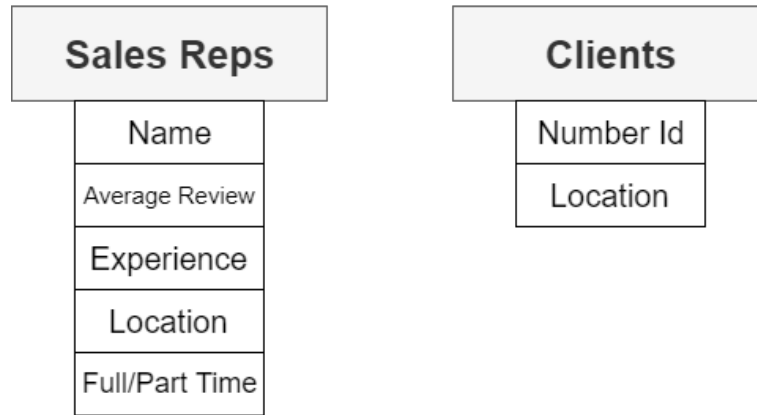 Sales Reps
Name
Average Review
Experience
Location
Full/Part Time
Clients
Number Id
Location